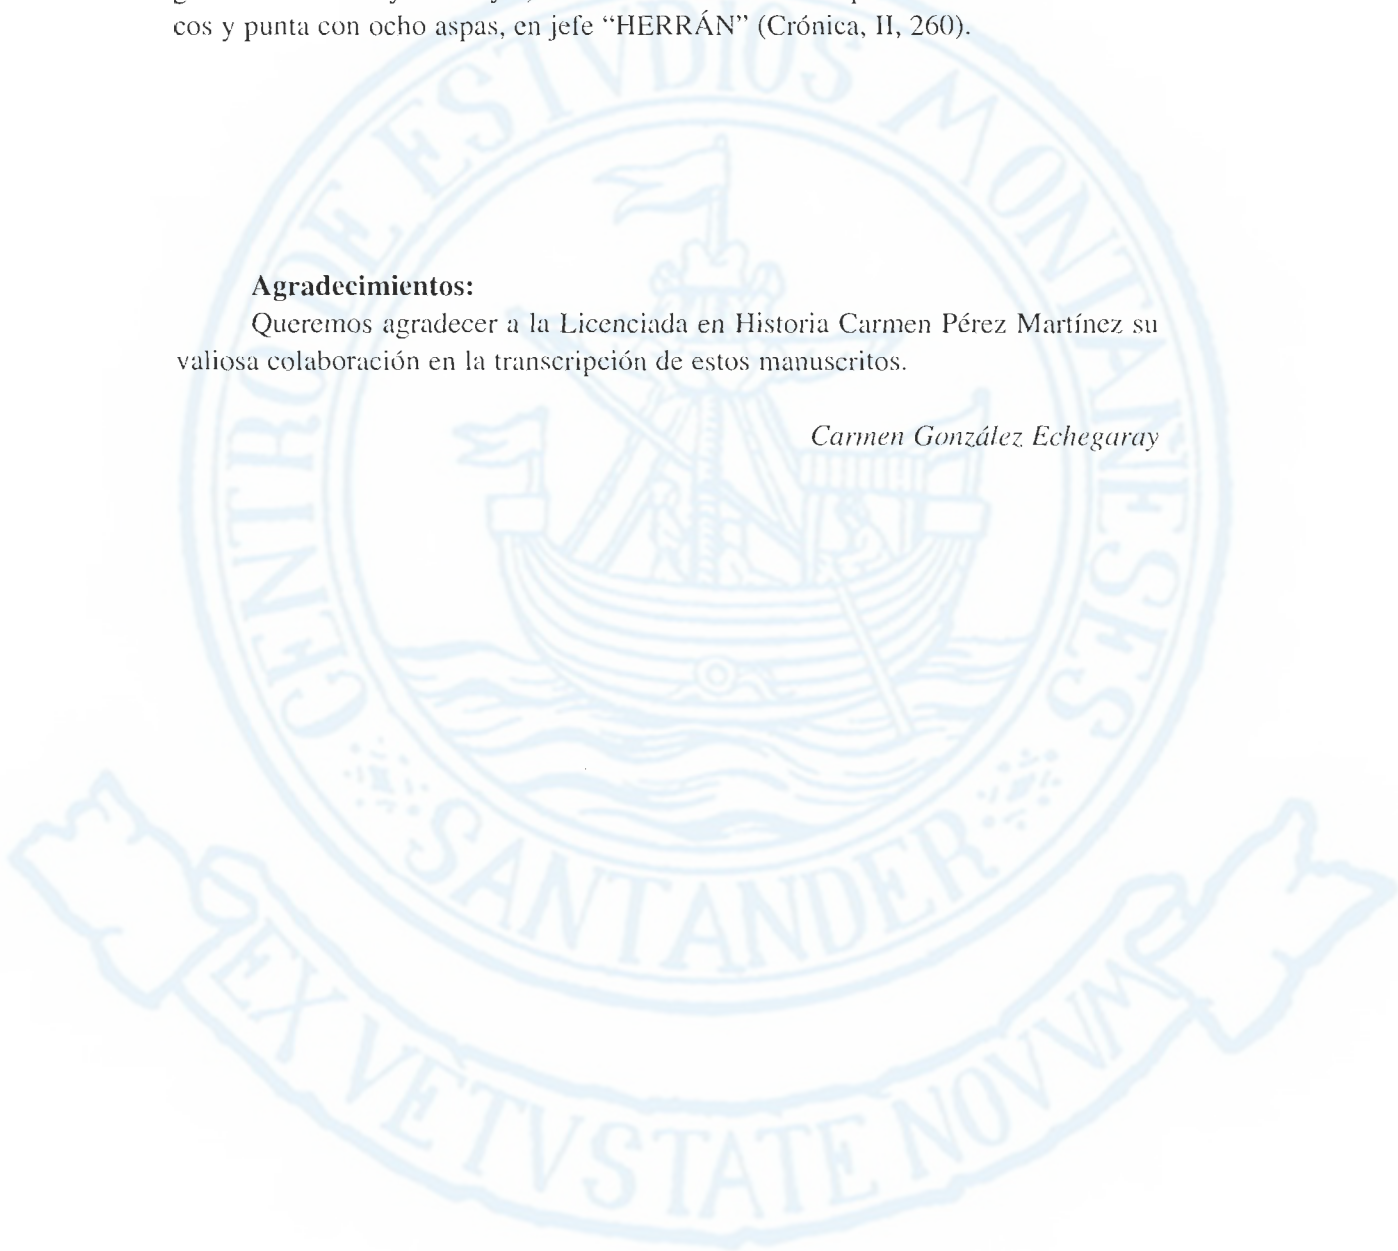 cos y punta con ocho aspas, en jefe “HERRÁN” (Crónica, II, 260).
Agradecimientos:
Queremos agradecer a la Licenciada en Historia Carmen Pérez Martínez su
valiosa colaboración en la transcripción de estos manuscritos.
Carmen González Echegaray
CENTRO DE ESTVDIOS MONTAÑESES
SANTANDER
EX VETVSTATE NOVVM